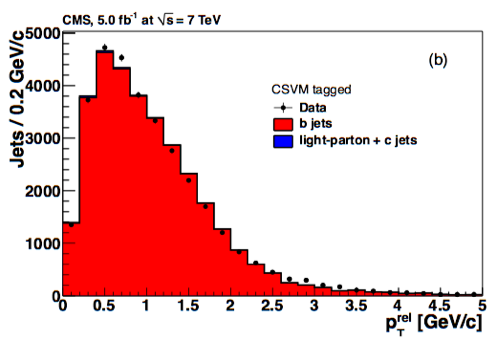 CMS, 5.0 fb⁻¹ at √s = 7 TeV
(b)
CSVM tagged
Data
b jets
light-parton + c jets
Jets / 0.2 GeV/c
5000
4000
3000
2000
1000
0
0 0.5 1 1.5 2 2.5 3 3.5 4 4.5 5
p_T^rel [GeV/c]